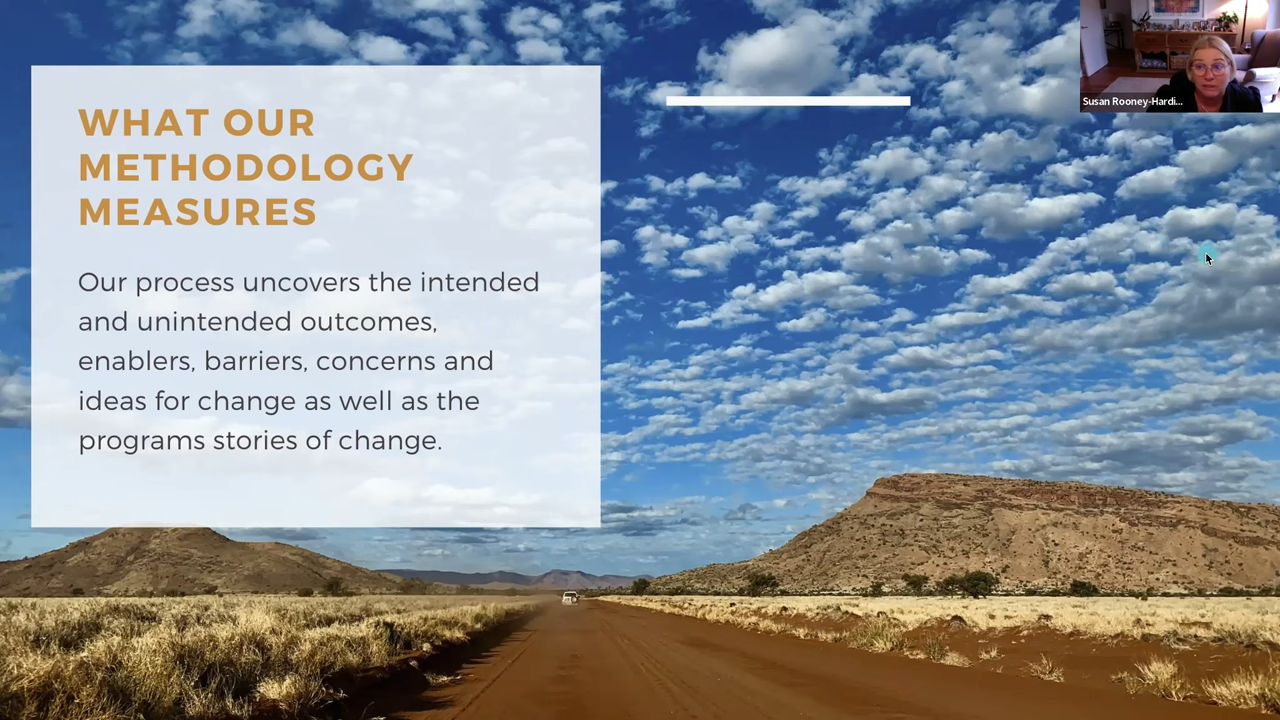 WHAT OUR
METHODOLOGY
MEASURES
Our process uncovers the intended
and unintended outcomes,
enablers, barriers, concerns and
ideas for change as well as the
programs stories of change.
Susan Rooney-Hardi...